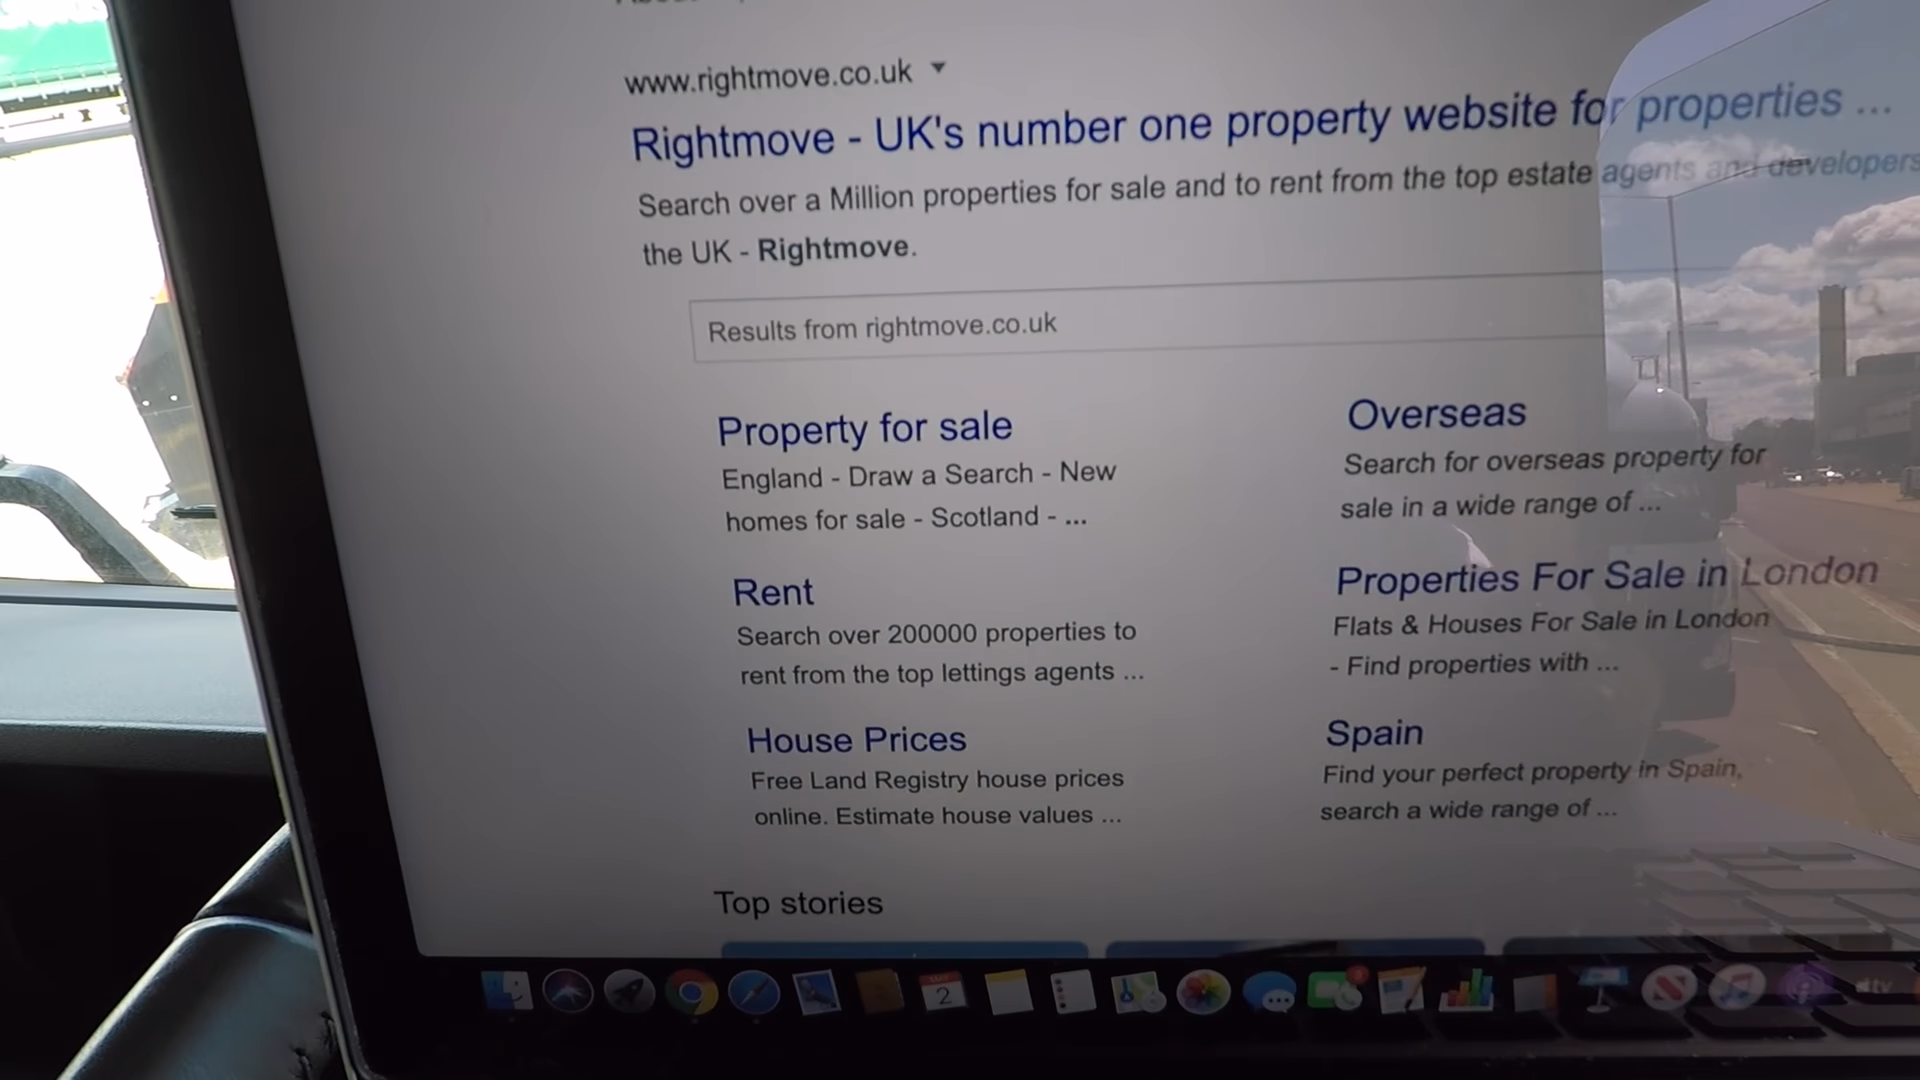 www.rightmove.co.uk
Rightmove - UK's number one property website for properties ...
Search over a Million properties for sale and to rent from the top estate agents and developers
the UK - Rightmove.
Results from rightmove.co.uk
Property for sale
England - Draw a Search - New
homes for sale - Scotland - ...
Rent
Search over 200000 properties to
rent from the top lettings agents ...
House Prices
Free Land Registry house prices
online. Estimate house values ...
Overseas
Search for overseas property for
sale in a wide range of ...
Properties For Sale in London
Flats & Houses For Sale in London
- Find properties with ...
Spain
Find your perfect property in Spain,
search a wide range of ...
Top stories
2
tv